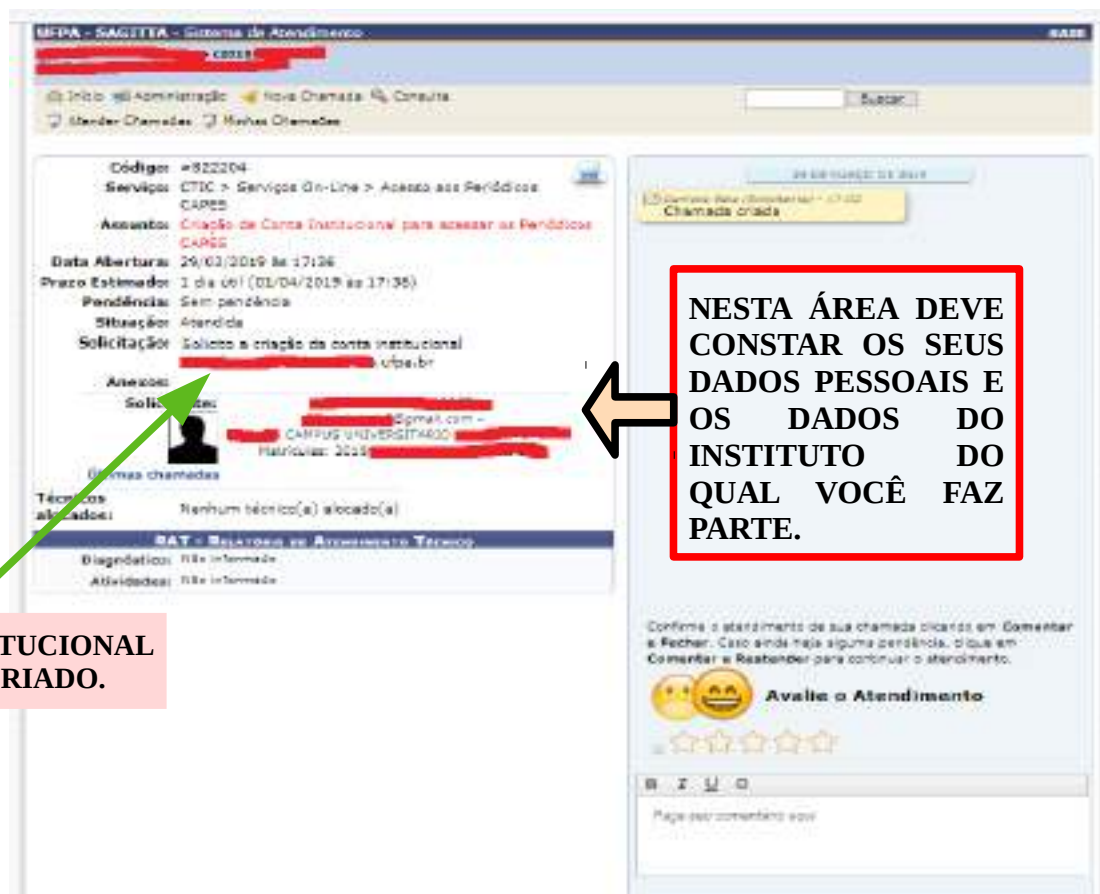 UFPA - SAGITTA - Sistema de Atendimento
BASE
Início Administração Nova Chamada Consulta
Buscar
Atender Chamadas Minhas Chamadas
Código: #822204
Serviço: CTIC > Serviços On-Line > Acesso aos Periódicos
CAPES
Assunto: Criação de Conta Institucional para acessar os Periódicos
CAPES
Data Abertura: 29/03/2019 às 17:36
Prazo Estimado: 1 dia útil (01/04/2019 às 17:36)
Pendência: Sem pendência
Situação: Atendida
Solicitação: Solicito a criação da conta institucional
ufpa.br
Anexos:
@gmail.com -
CAMPUS UNIVERSITARIO
Matrículas: 2015
Últimas chamadas
Técnicos
alocados: Nenhum técnico(a) alocado(a)
RAT - Relatório de Atendimento Técnico
Diagnóstico: Não informado
Atividades: Não informado
TUCIONAL
RIADO.
Chamada criada
NESTA ÁREA DEVE
CONSTAR OS SEUS
DADOS PESSOAIS E
OS DADOS DO
INSTITUTO DO
QUAL VOCÊ FAZ
PARTE.
Confirme o atendimento de sua chamada clicando em Comentar
e Fechar. Caso ainda haja alguma pendência, clique em
Comentar e Reatender para continuar o atendimento.
Avalie o Atendimento
B I U
Faça seu comentário aqui